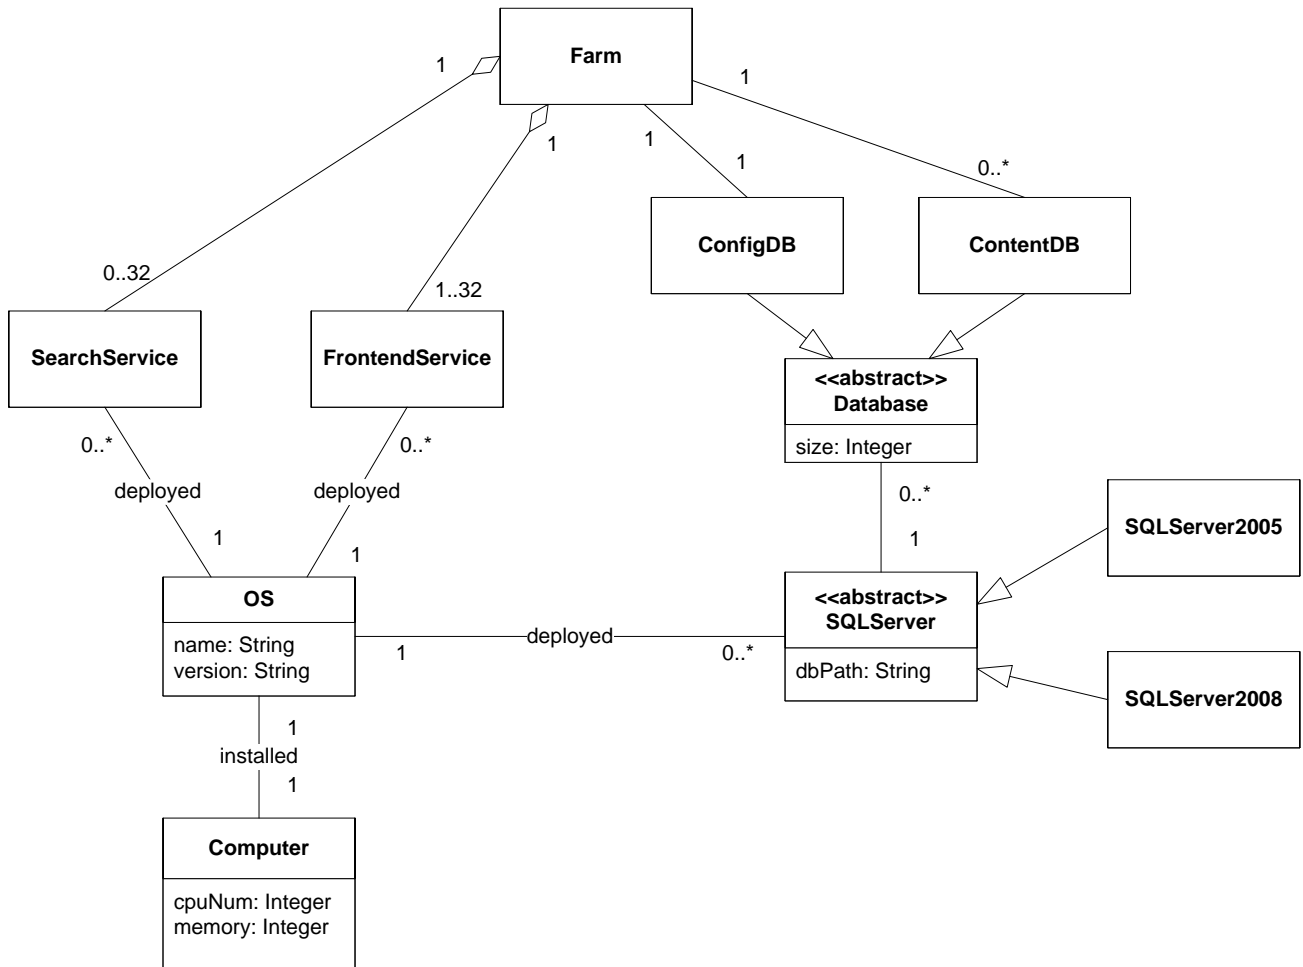 Farm
1
1
1
1
1
0..*
ConfigDB
ContentDB
0..32
1..32
SearchService
FrontendService
<<abstract>>
Database
size: Integer
0..*
0..*
0..*
deployed
deployed
1
1
1
SQLServer2005
OS
name: String
version: String
1
deployed
0..*
<<abstract>>
SQLServer
dbPath: String
SQLServer2008
1
installed
1
Computer
cpuNum: Integer
memory: Integer